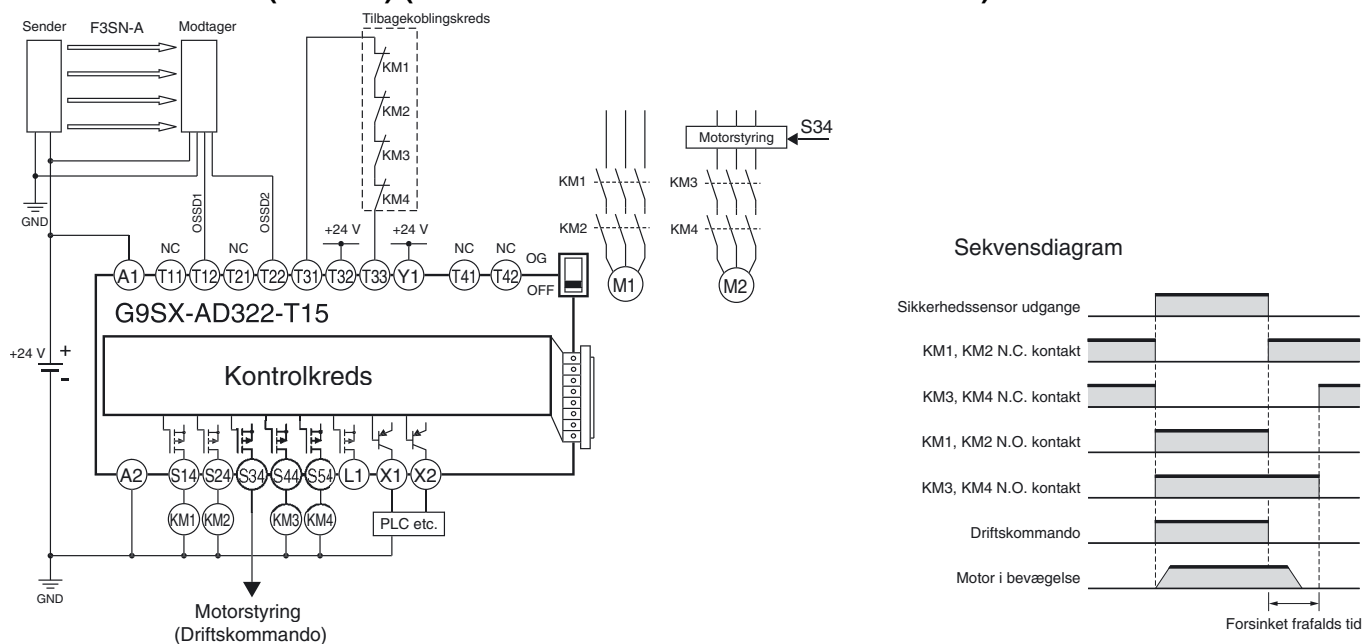 Tilbagekoblingskreds
Sender
F3SN-A
Modtager
KM1
KM2
KM3
KM4
OSSD1
OSSD2
GND
+24 V
+24 V
NC
NC
NC
NC
OG
OFF
A1
T11
T12
T21
T22
T31
T32
T33
Y1
T41
T42
G9SX-AD322-T15
Kontrolkreds
+24 V
+
-
A2
S14
S24
S34
S44
S54
L1
X1
X2
KM1
KM2
KM3
KM4
PLC etc.
GND
Motorstyring
(Driftskommando)
Motorstyring
S34
KM1
KM3
KM2
KM4
M1
M2
Sekvensdiagram
Sikkerhedssensor udgange
KM1, KM2 N.C. kontakt
KM3, KM4 N.C. kontakt
KM1, KM2 N.O. kontakt
KM3, KM4 N.O. kontakt
Driftskommando
Motor i bevægelse
Forsinket frafalds tid